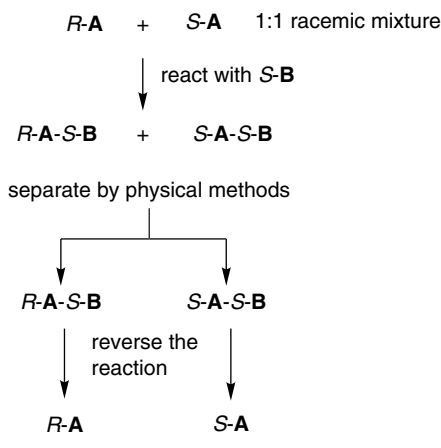 R-A + S-A 1:1 racemic mixture
react with S-B
R-A-S-B + S-A-S-B
separate by physical methods
R-A-S-B S-A-S-B
reverse the
reaction
R-A S-A